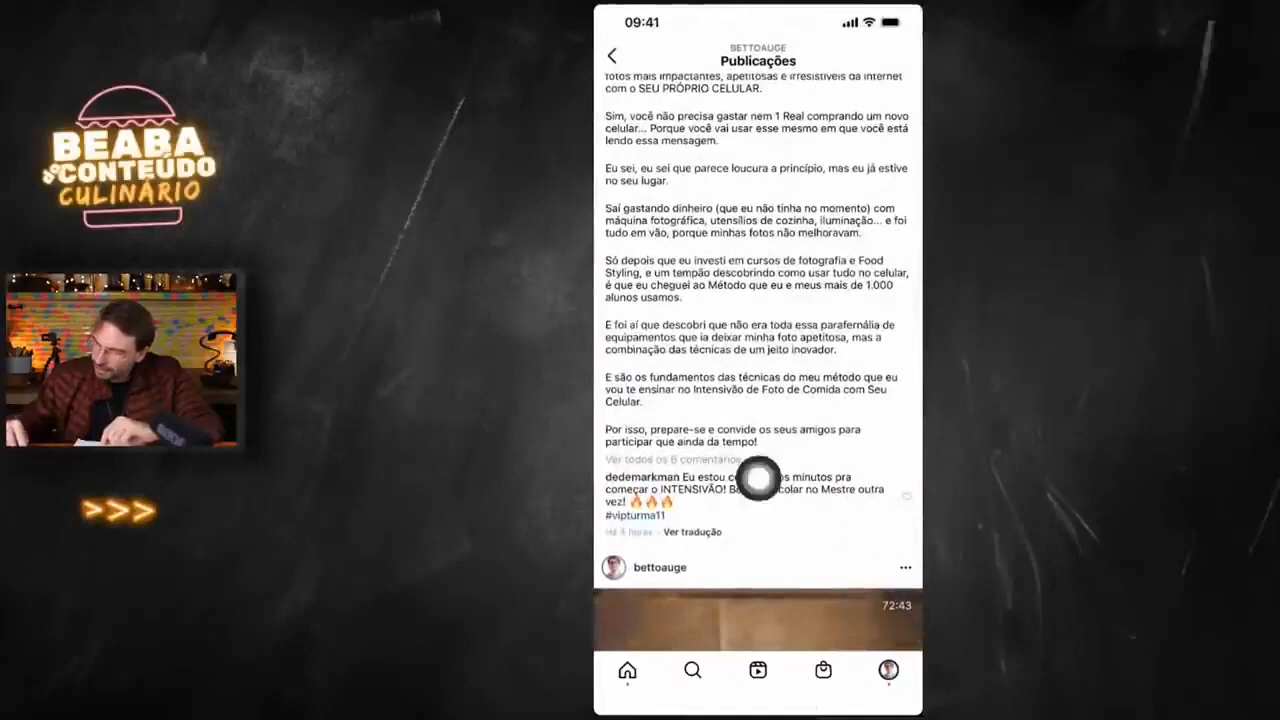 09:41
BETTOAUGE
Publicações
fotos mais impactantes, apetitosas e irresistíveis da internet
com o SEU PRÓPRIO CELULAR.
Sim, você não precisa gastar nem 1 Real comprando um novo
celular... Porque você vai usar esse mesmo em que você está
lendo essa mensagem.
Eu sei, eu sei que parece loucura a princípio, mas eu já estive
no seu lugar.
Saí gastando dinheiro (que eu não tinha no momento) com
máquina fotográfica, utensílios de cozinha, iluminação... e foi
tudo em vão, porque minhas fotos não melhoravam.
Só depois que eu investi em cursos de fotografia e Food
Styling, e um tempão descobrindo como usar tudo no celular,
é que eu cheguei ao Método que eu e meus mais de 1.000
alunos usamos.
E foi aí que descobri que não era toda essa parafernália de
equipamentos que ia deixar minha foto apetitosa, mas a
combinação das técnicas de um jeito inovador.
E são os fundamentos das técnicas do meu método que eu
vou te ensinar no Intensivão de Foto de Comida com Seu
Celular.
Por isso, prepare-se e convide os seus amigos para
participar que ainda da tempo!
Ver todos os 6 comentários
dedemarkman Eu estou os minutos pra
começar o INTENSIVÃO! colar no Mestre outra
vez! 🔥🔥🔥
#vipturma11
Há horas · Ver tradução
bettoauge
72:43
BEABA
do CONTEÚDO
CULINÁRIO
>>>